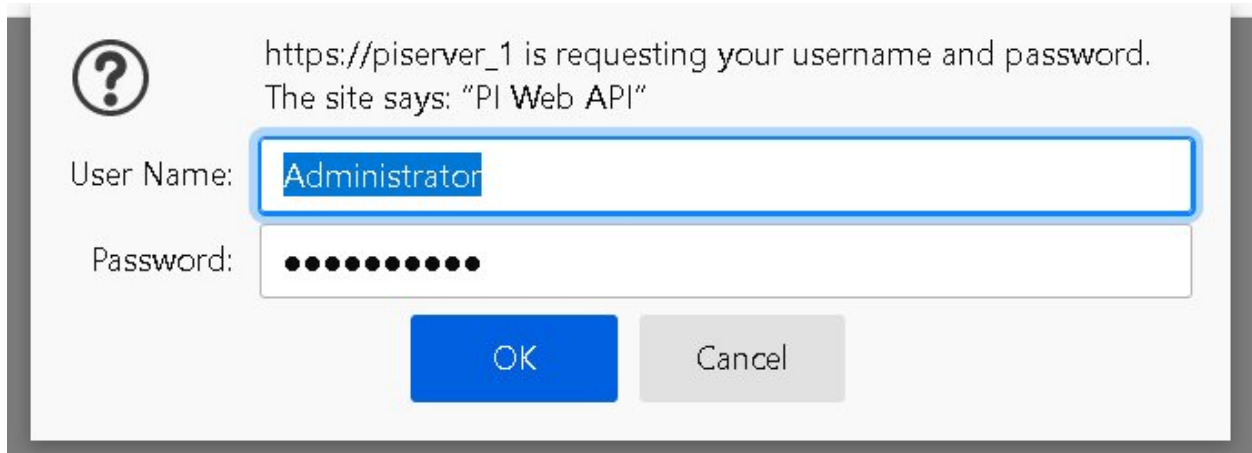 https://piserver_1 is requesting your username and password.
The site says: “PI Web API”
User Name: Administrator
Password: ●●●●●●●●●●
OK Cancel